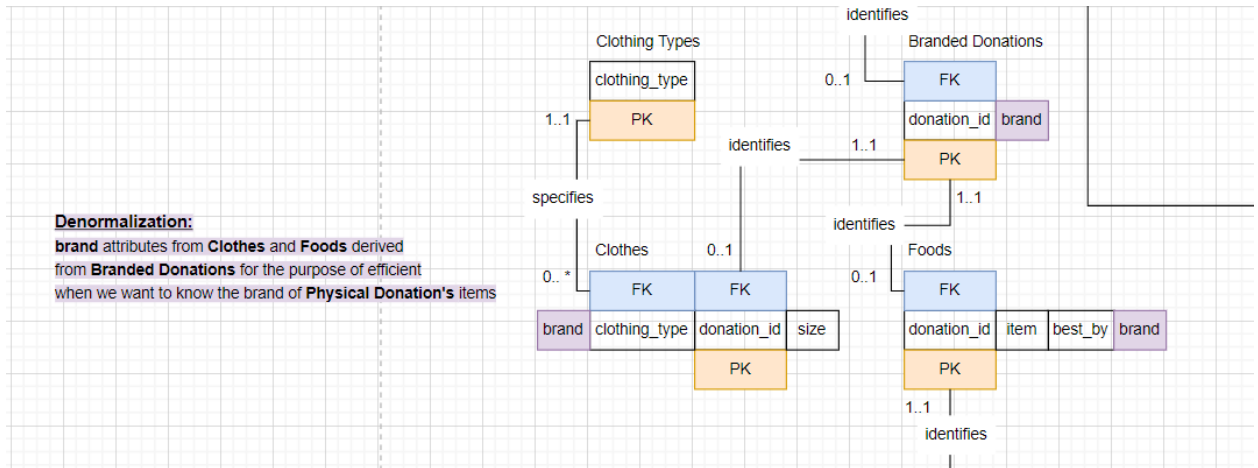 identifies
Clothing Types
Branded Donations
clothing_type
0..1
FK
1..1
PK
donation_id brand
identifies
1..1
PK
specifies
1..1
identifies
Denormalization:
brand attributes from Clothes and Foods derived
from Branded Donations for the purpose of efficient
when we want to know the brand of Physical Donation's items
Clothes
0..1
Foods
0.. *
FK FK
0..1
FK
brand clothing_type donation_id size
donation_id item best_by brand
PK
PK
1..1
identifies